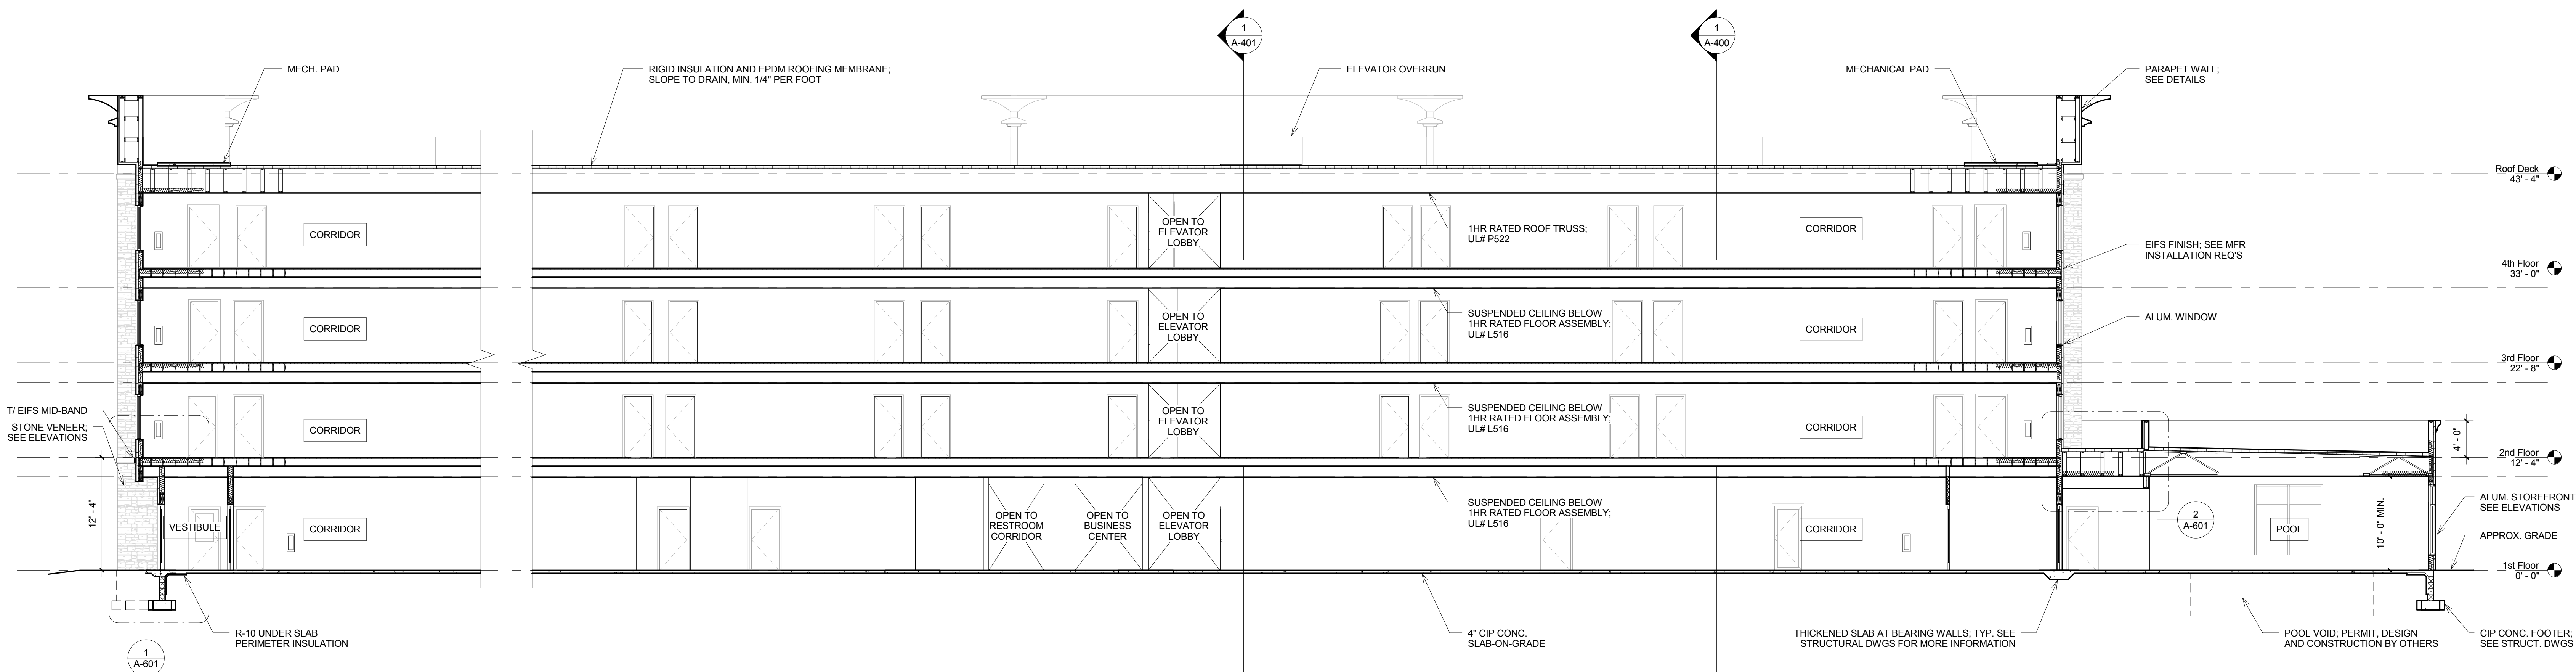 1
A-401
1
A-400
MECH. PAD
RIGID INSULATION AND EPDM ROOFING MEMBRANE;
SLOPE TO DRAIN, MIN. 1/4" PER FOOT
ELEVATOR OVERRUN
MECHANICAL PAD
PARAPET WALL;
SEE DETAILS
Roof Deck
43' - 4"
CORRIDOR
OPEN TO
ELEVATOR
LOBBY
1HR RATED ROOF TRUSS;
UL# P522
CORRIDOR
EIFS FINISH; SEE MFR
INSTALLATION REQ'S
4th Floor
33' - 0"
CORRIDOR
OPEN TO
ELEVATOR
LOBBY
SUSPENDED CEILING BELOW
1HR RATED FLOOR ASSEMBLY;
UL# L516
CORRIDOR
ALUM. WINDOW
3rd Floor
22' - 8"
T/ EIFS MID-BAND
STONE VENEER;
SEE ELEVATIONS
CORRIDOR
OPEN TO
ELEVATOR
LOBBY
SUSPENDED CEILING BELOW
1HR RATED FLOOR ASSEMBLY;
UL# L516
CORRIDOR
4' - 0"
2nd Floor
12' - 4"
12' - 4"
VESTIBULE
CORRIDOR
OPEN TO
RESTROOM
CORRIDOR
OPEN TO
BUSINESS
CENTER
OPEN TO
ELEVATOR
LOBBY
SUSPENDED CEILING BELOW
1HR RATED FLOOR ASSEMBLY;
UL# L516
CORRIDOR
2
A-601
POOL
10' - 0" MIN.
ALUM. STOREFRONT
SEE ELEVATIONS
APPROX. GRADE
1st Floor
0' - 0"
1
A-601
R-10 UNDER SLAB
PERIMETER INSULATION
4" CIP CONC.
SLAB-ON-GRADE
THICKENED SLAB AT BEARING WALLS; TYP. SEE
STRUCTURAL DWGS FOR MORE INFORMATION
POOL VOID; PERMIT, DESIGN
AND CONSTRUCTION BY OTHERS
CIP CONC. FOOTER;
SEE STRUCT. DWGS